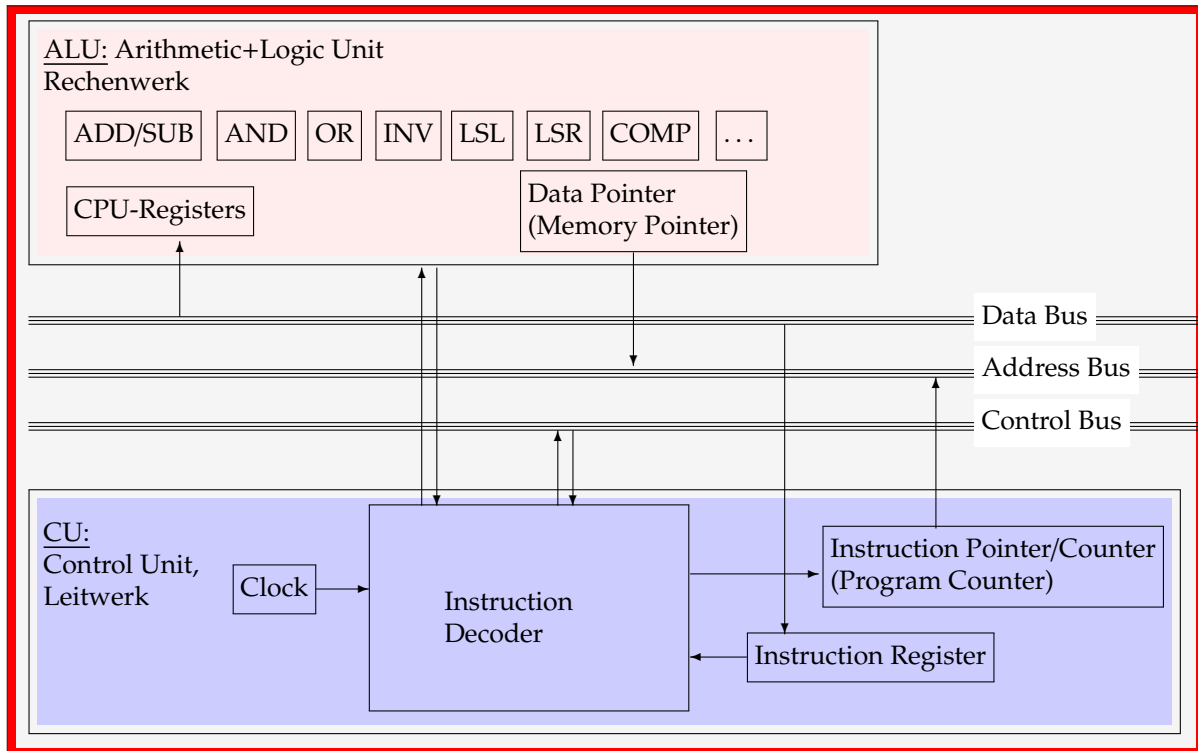 ALU: Arithmetic+Logic Unit
Rechenwerk
ADD/SUB
AND
OR
INV
LSL
LSR
COMP
...
CPU-Registers
Data Pointer
(Memory Pointer)
Data Bus
Address Bus
Control Bus
CU:
Control Unit,
Leitwerk
Clock
Instruction
Decoder
Instruction Pointer/Counter
(Program Counter)
Instruction Register